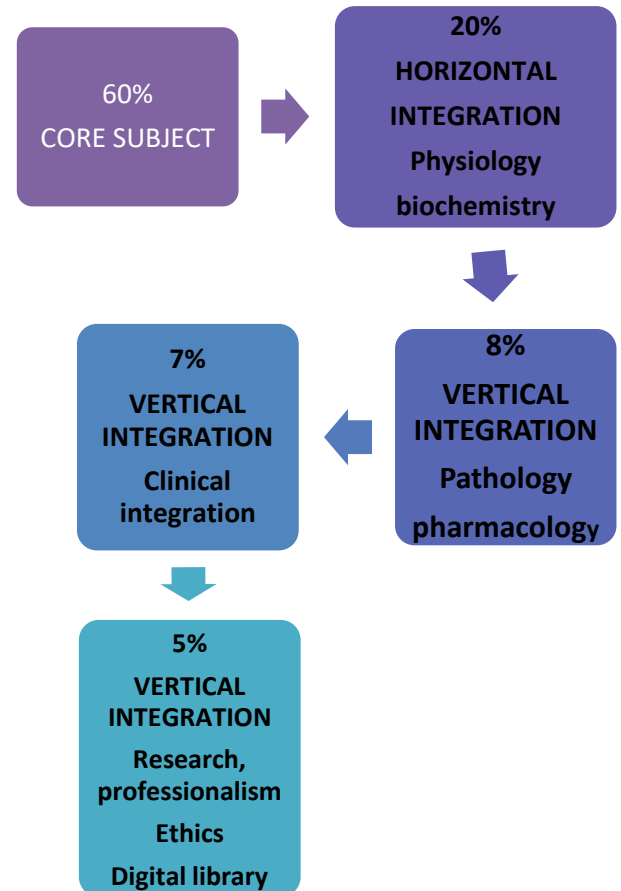 60%
CORE SUBJECT
20%
HORIZONTAL
INTEGRATION
Physiology
biochemistry
8%
VERTICAL
INTEGRATION
Pathology
pharmacology
7%
VERTICAL
INTEGRATION
Clinical
integration
5%
VERTICAL
INTEGRATION
Research,
professionalism
Ethics
Digital library